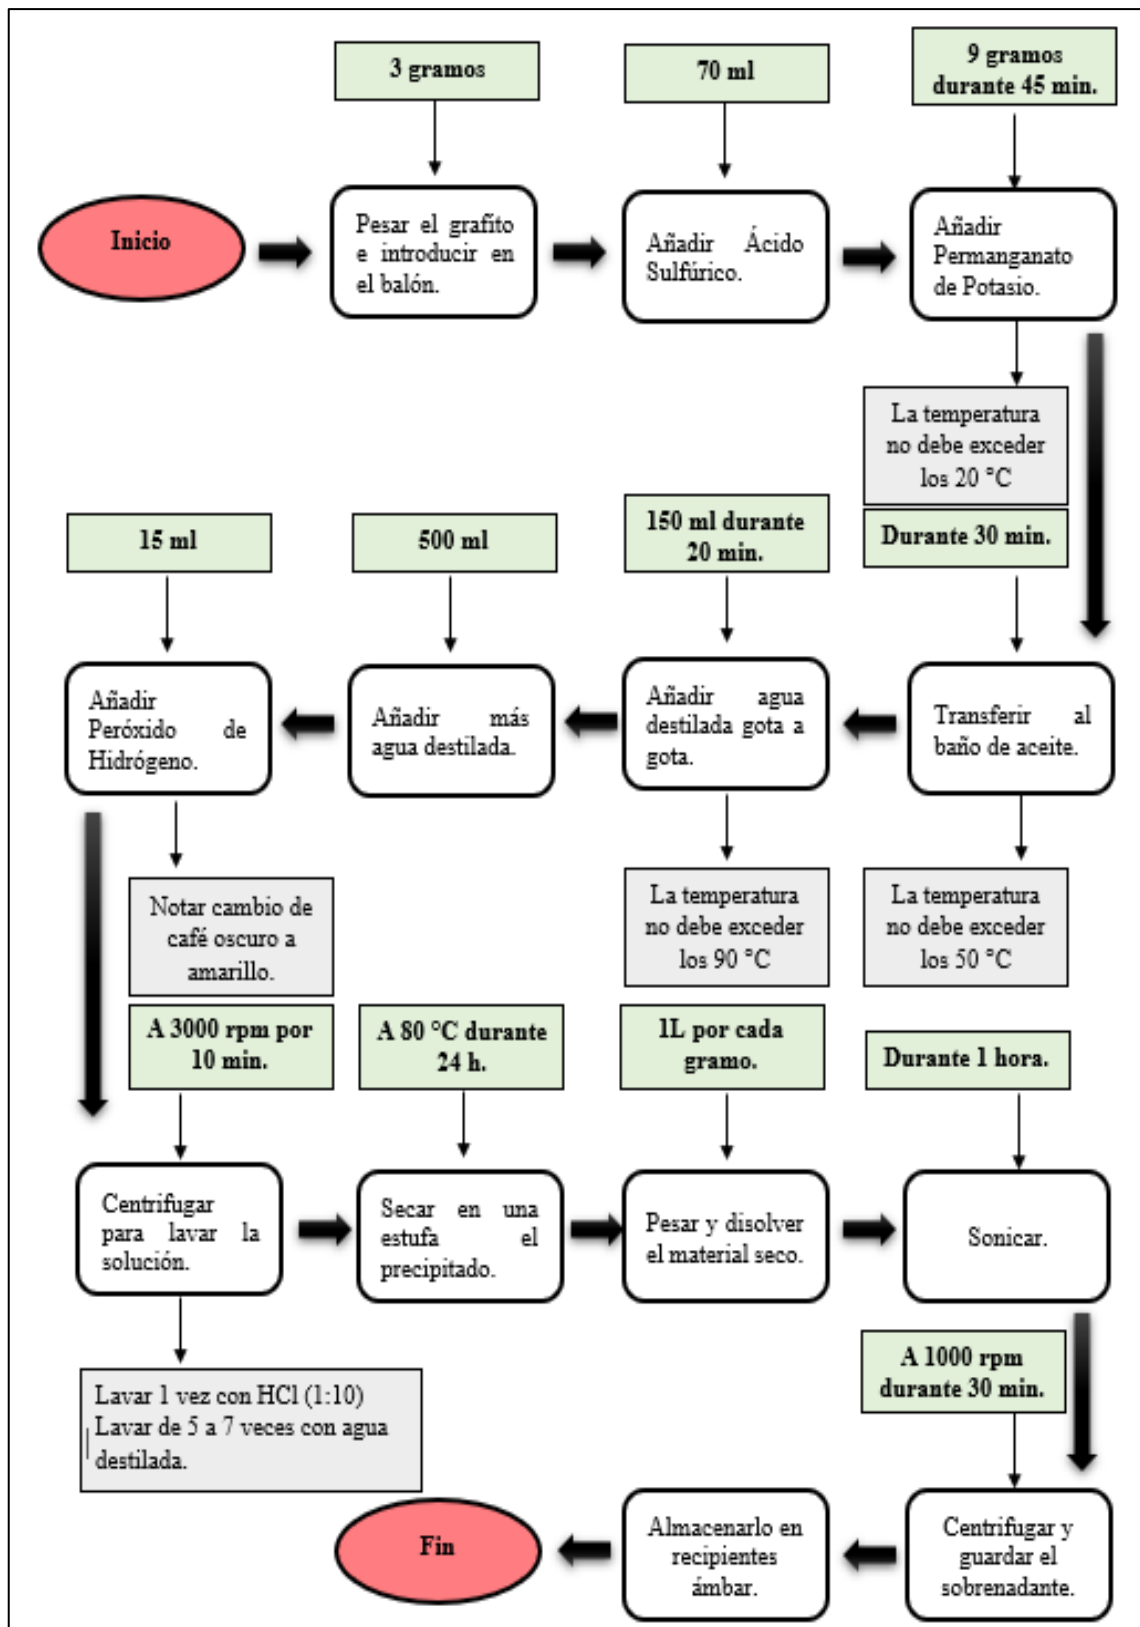 3 gramos
70 ml
9 gramos
durante 45 min.
Inicio
Pesar el grafito
e introducir en
el balón.
Añadir Ácido
Sulfúrico.
Añadir
Permanganato
de Potasio.
La temperatura
no debe exceder
los 20 °C
15 ml
500 ml
150 ml durante
20 min.
Durante 30 min.
Añadir
Peróxido de
Hidrógeno.
Añadir más
agua destilada.
Añadir agua
destilada gota a
gota.
Transferir al
baño de aceite.
Notar cambio de
café oscuro a
amarillo.
La temperatura
no debe exceder
los 90 °C
La temperatura
no debe exceder
los 50 °C
A 3000 rpm por
10 min.
A 80 °C durante
24 h.
1L por cada
gramo.
Durante 1 hora.
Centrifugar
para lavar la
solución.
Secar en una
estufa el
precipitado.
Pesar y disolver
el material seco.
Sonicar.
Lavar 1 vez con HCl (1:10)
Lavar de 5 a 7 veces con agua
destilada.
A 1000 rpm
durante 30 min.
Fin
Almacenarlo en
recipientes
ámbar.
Centrifugar y
guardar el
sobrenadante.